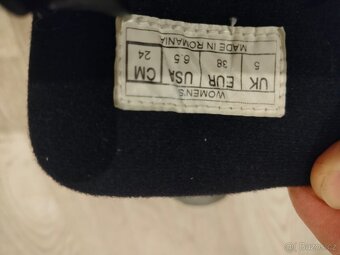 WOMEN'S
UK EUR USA CM
5 38 6.5 24
MADE IN ROMANIA